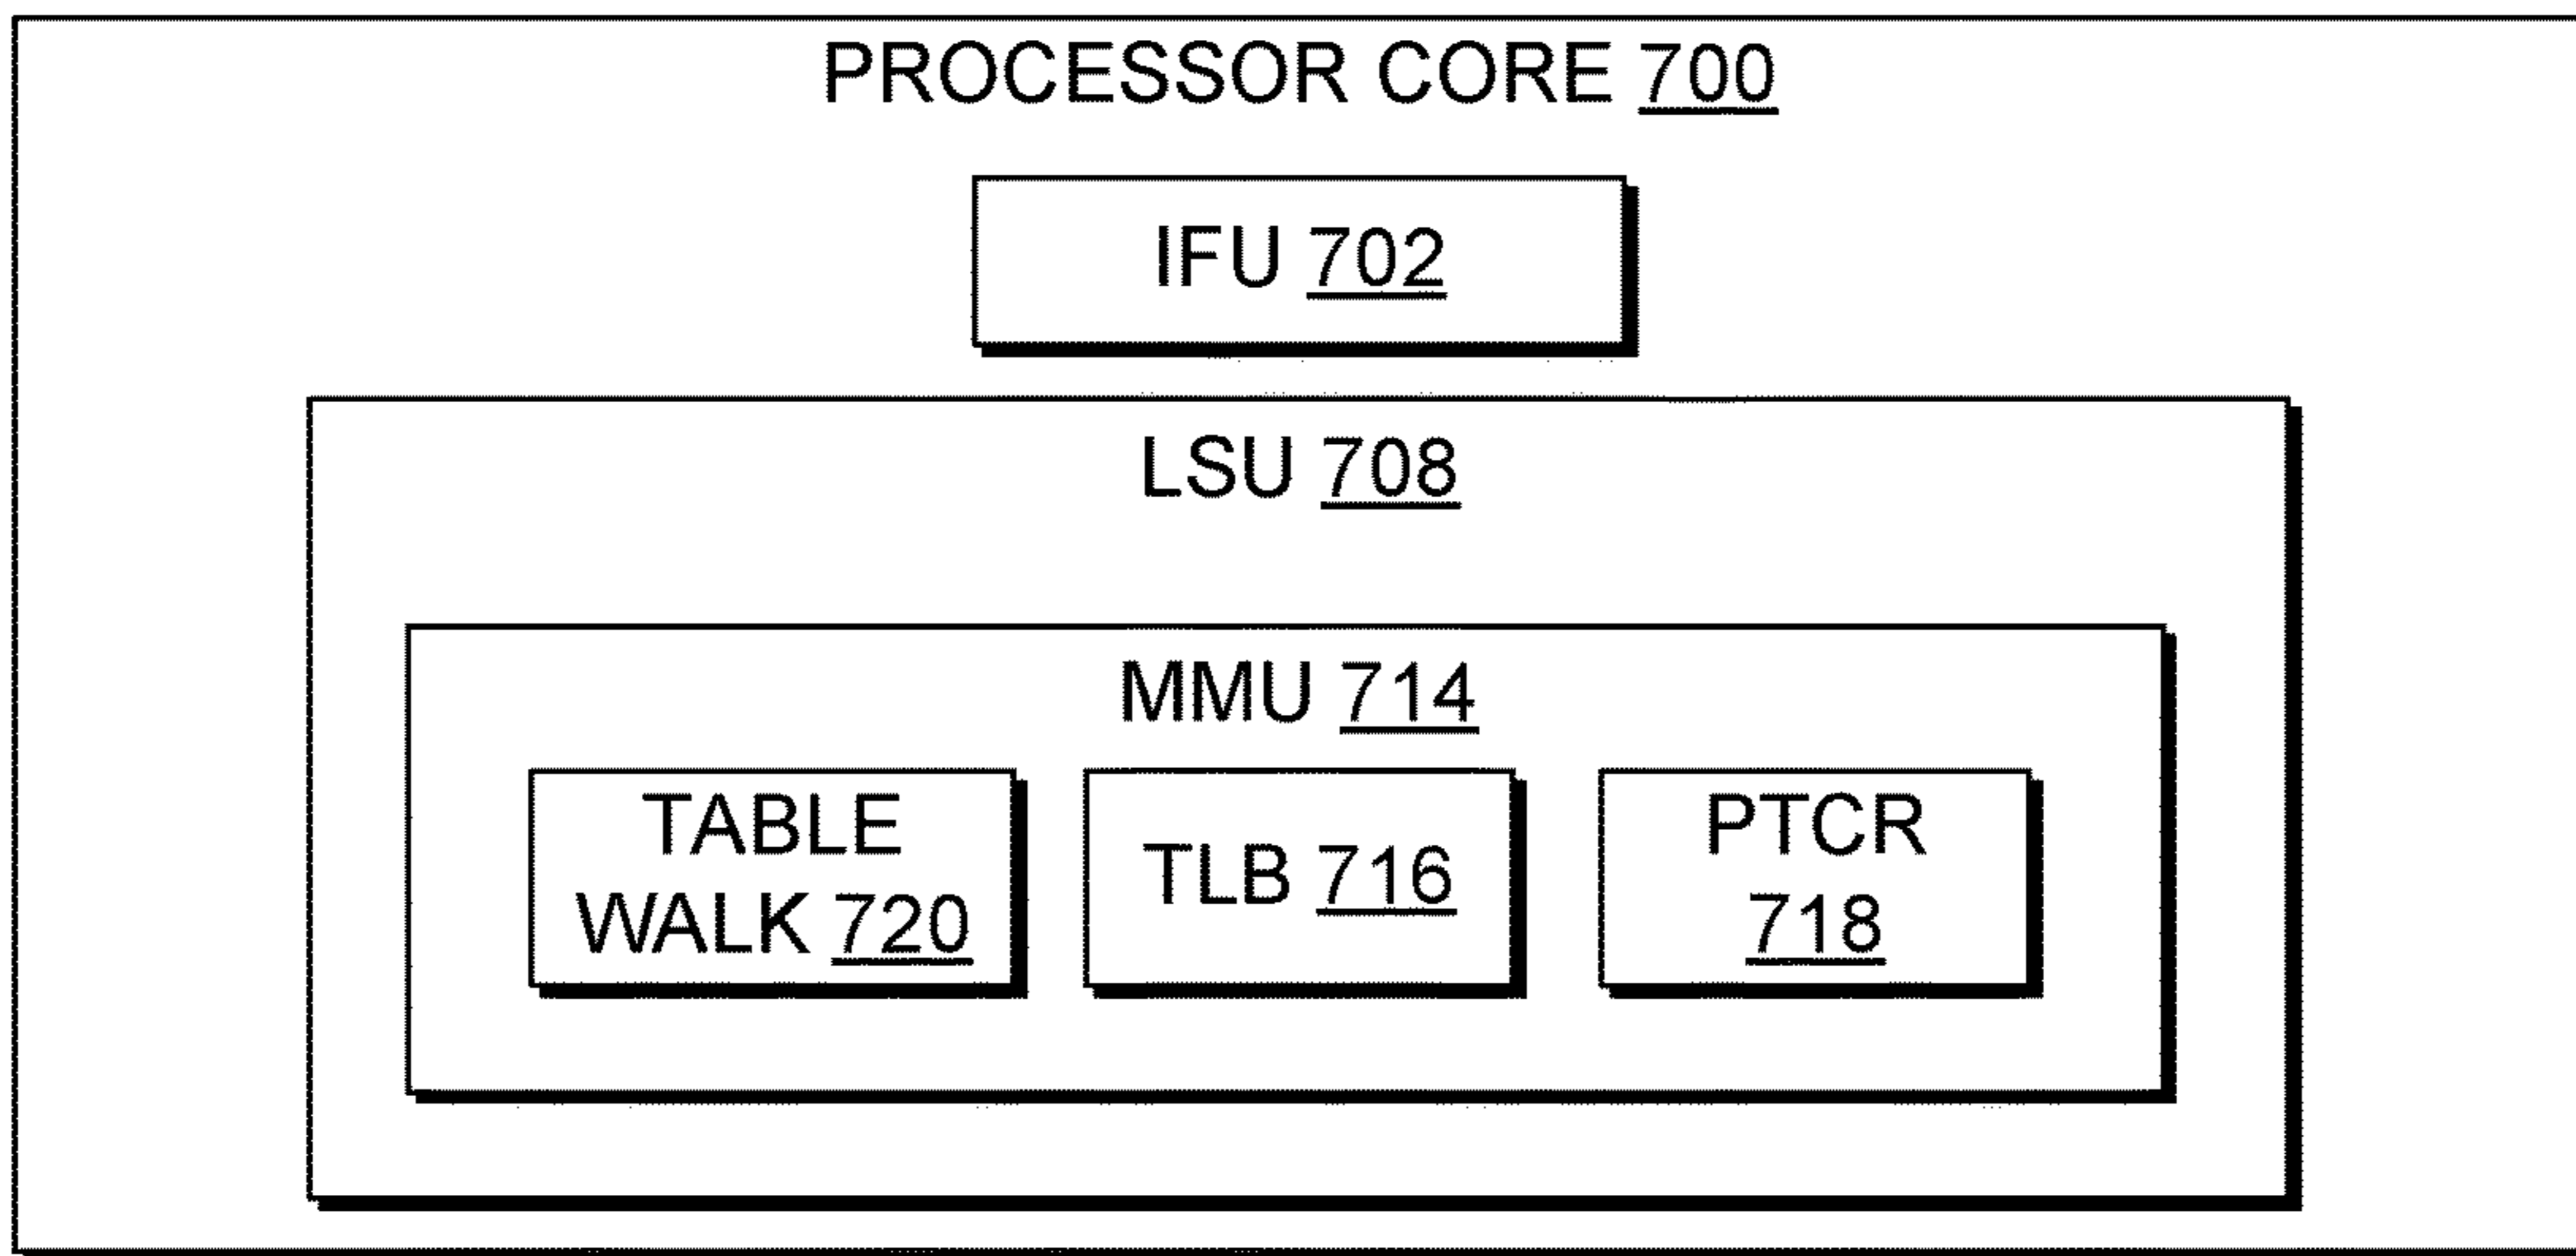 PROCESSOR CORE 700
IFU 702
LSU 708
MMU 714
TABLE
WALK 720
TLB 716
PTCR
718